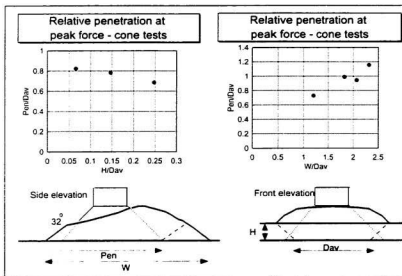 Relative penetration at
peak force - cone tests
Pen/Dav
1
0.8
0.6
0.4
0.2
0
0 0.05 0.1 0.15 0.2 0.25 0.3
H/Dav
Side elevation
32°
Pen
W
Relative penetration at
peak force - cone tests
Pen/Dav
1.2
1
0.8
0.6
0.4
0.2
0
0 0.5 1 1.5 2 2.5
W/Dav
Front elevation
H
Dav